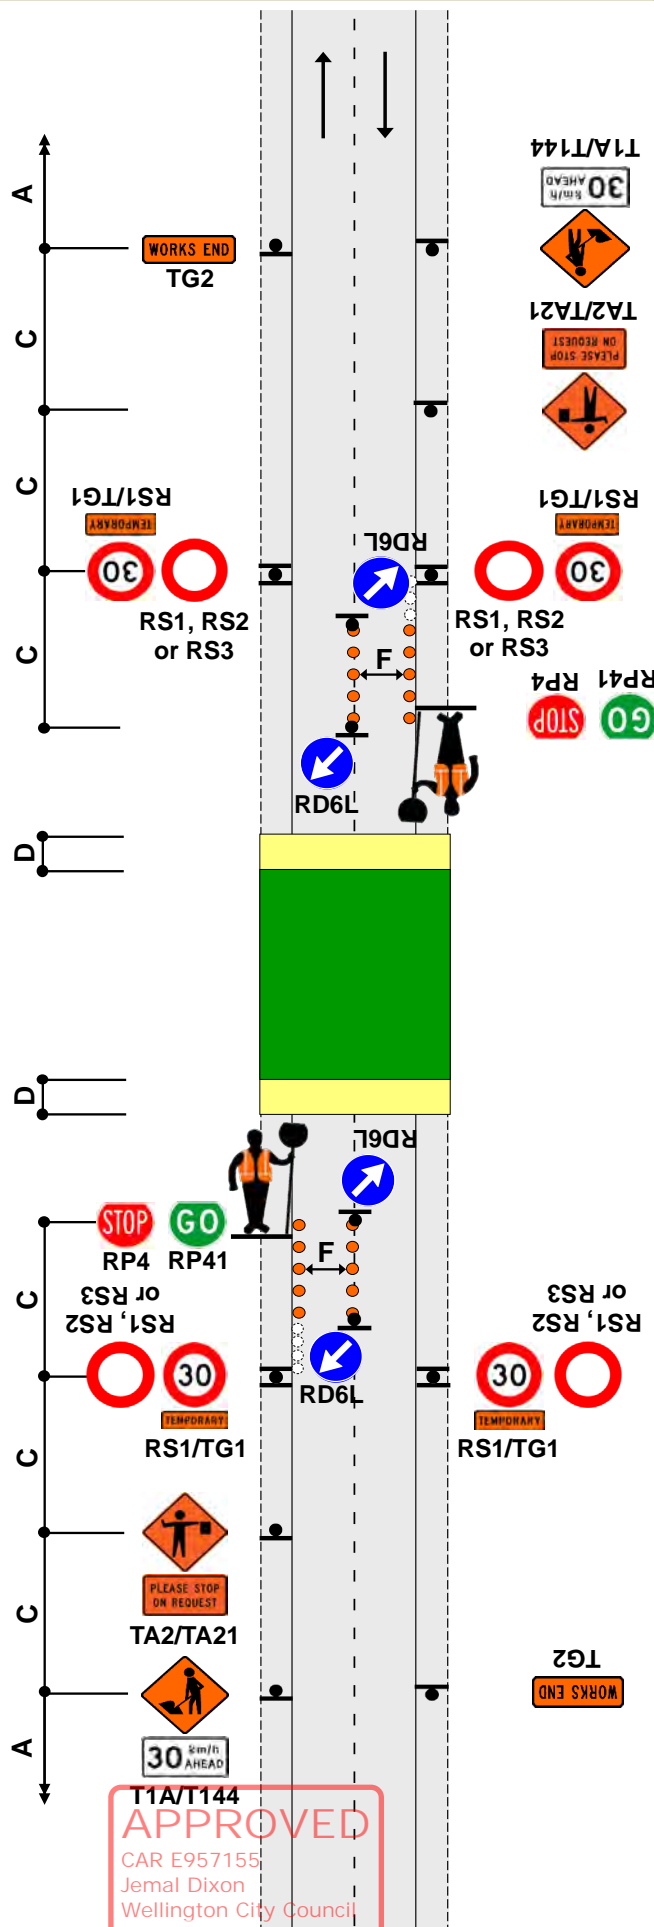 T1A/T144
30 km/h
AHEAD
A
WORKS END
TG2
TA2/TA21
PLEASE STOP
ON REQUEST
C
C
RS1/TG1
TEMPORARY
30
RS1, RS2
or RS3
RD6L
RS1/TG1
TEMPORARY
30
RS1, RS2
or RS3
C
F
RP4
STOP
RP41
GO
RD6L
D
D
RD6L
STOP
GO
RP4
RP41
F
C
RS1, RS2
or RS3
30
TEMPORARY
RS1/TG1
RD6L
RS1, RS2
or RS3
30
TEMPORARY
RS1/TG1
C
PLEASE STOP
ON REQUEST
TA2/TA21
C
TG2
WORKS END
A
30 km/h
AHEAD
T1A/T144
APPROVED
CAR E957155
Jemal Dixon
Wellington City Council